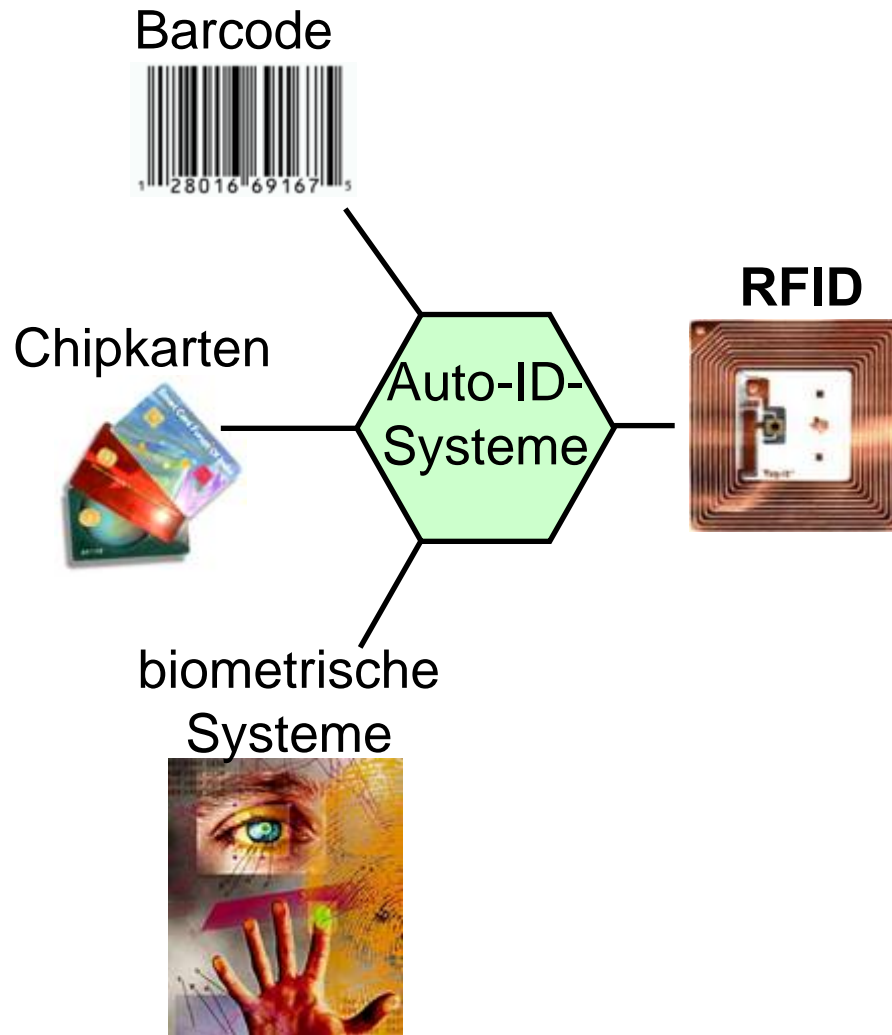 Barcode
1 28016 69167 5
RFID
Chipkarten
Auto-ID-
Systeme
biometrische
Systeme